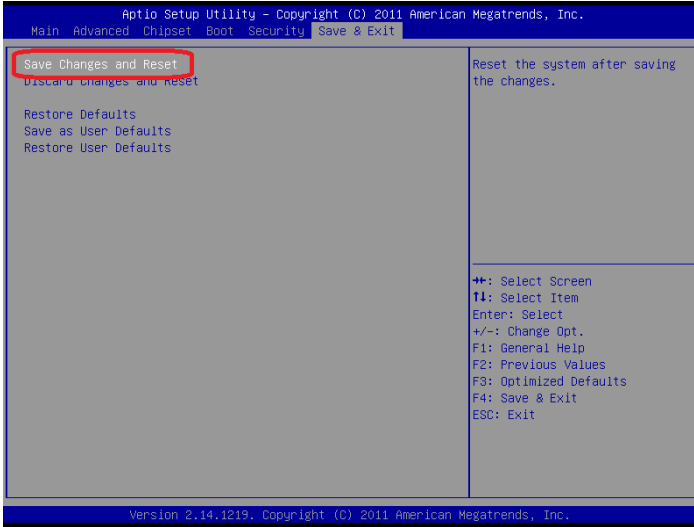 Aptio Setup Utility – Copyright (C) 2011 American Megatrends, Inc.
Main Advanced Chipset Boot Security Save & Exit
Save Changes and Reset
Discard Changes and Reset
Restore Defaults
Save as User Defaults
Restore User Defaults
Reset the system after saving
the changes.
→←: Select Screen
↑↓: Select Item
Enter: Select
+/-: Change Opt.
F1: General Help
F2: Previous Values
F3: Optimized Defaults
F4: Save & Exit
ESC: Exit
Version 2.14.1219. Copyright (C) 2011 American Megatrends, Inc.